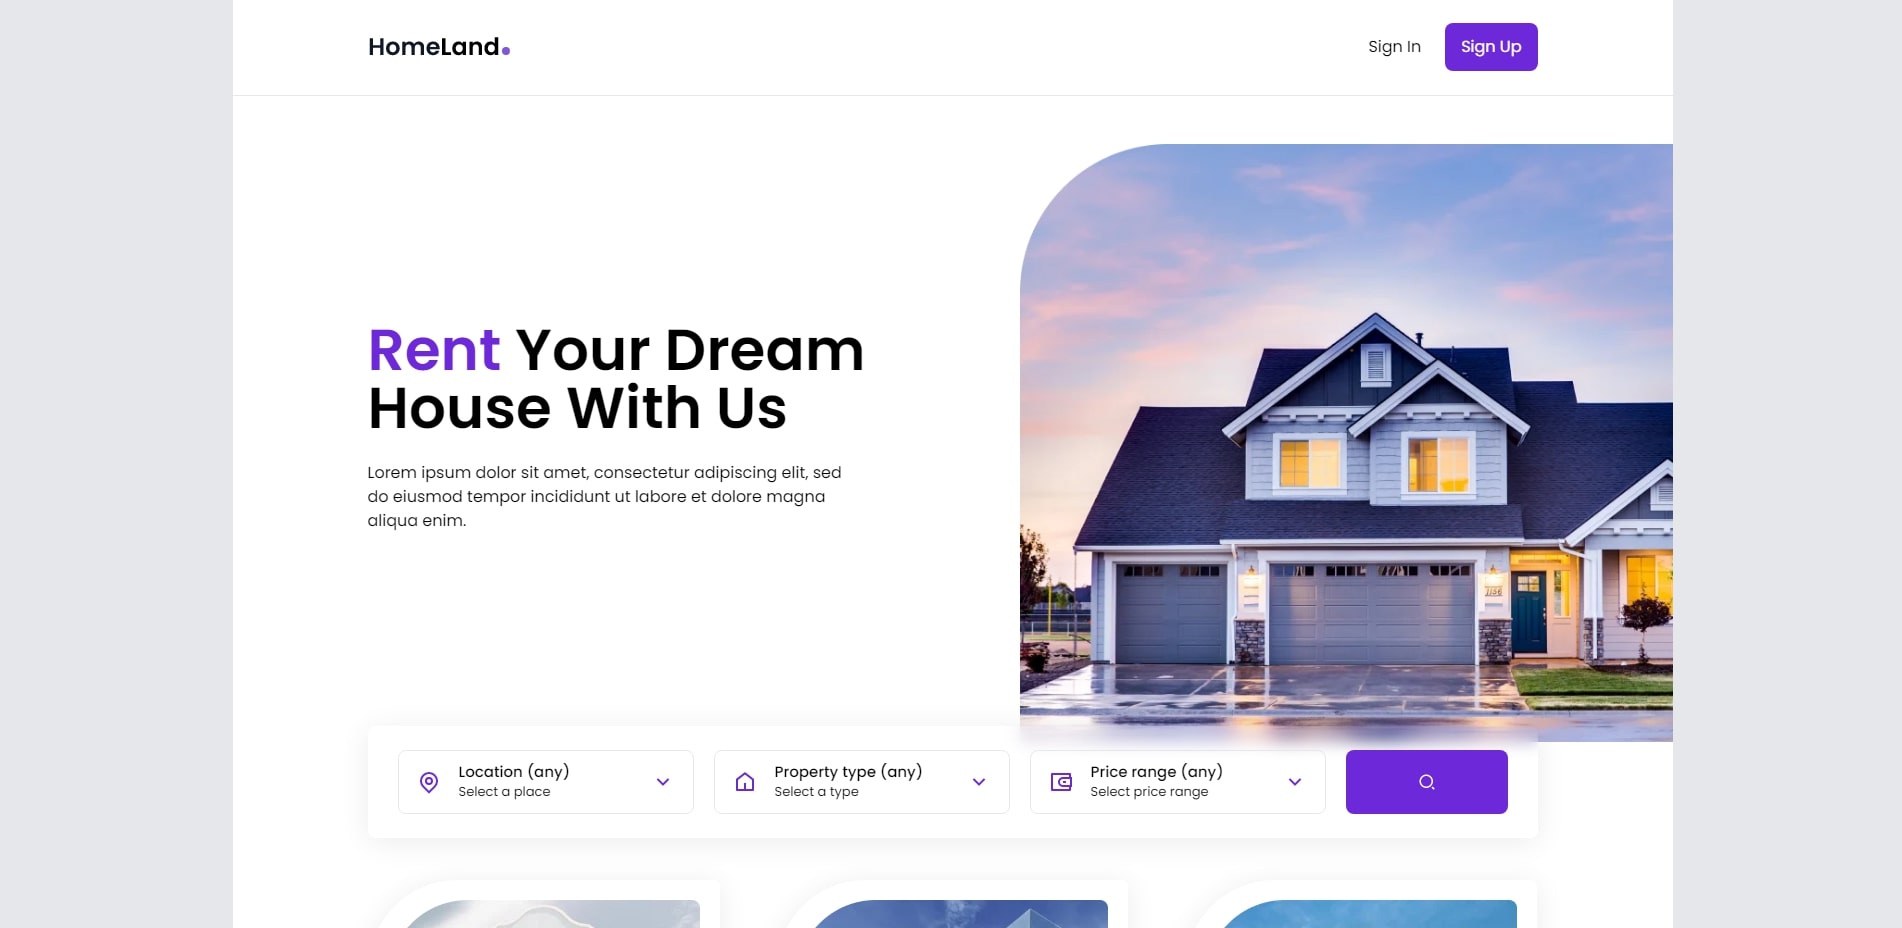 HomeLand.
Sign In
Sign Up
Rent Your Dream
House With Us
Lorem ipsum dolor sit amet, consectetur adipiscing elit, sed
do eiusmod tempor incididunt ut labore et dolore magna
aliqua enim.
1156
Location (any)
Select a place
Property type (any)
Select a type
Price range (any)
Select price range